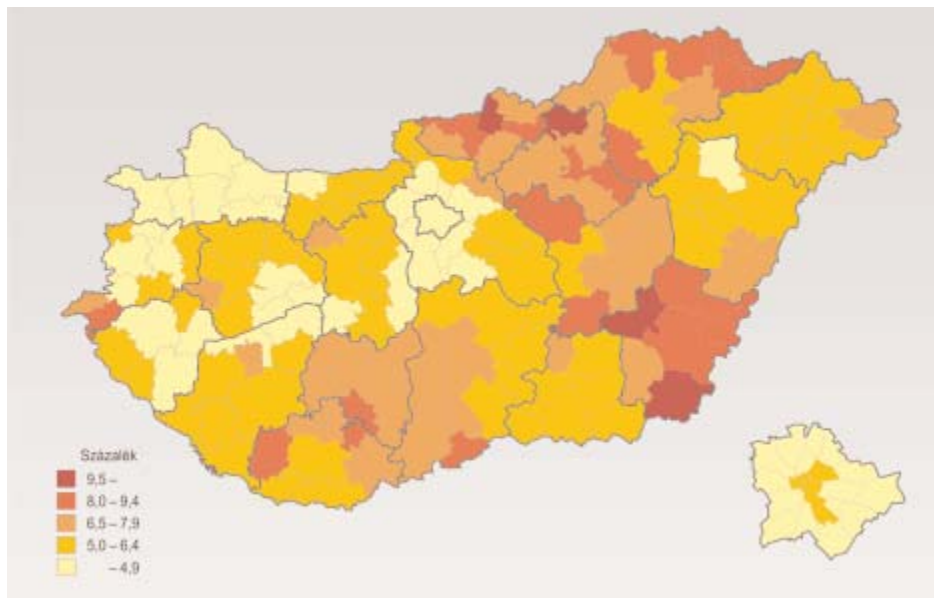 Százalék
9,5 –
8,0 – 9,4
6,5 – 7,9
5,0 – 6,4
– 4,9